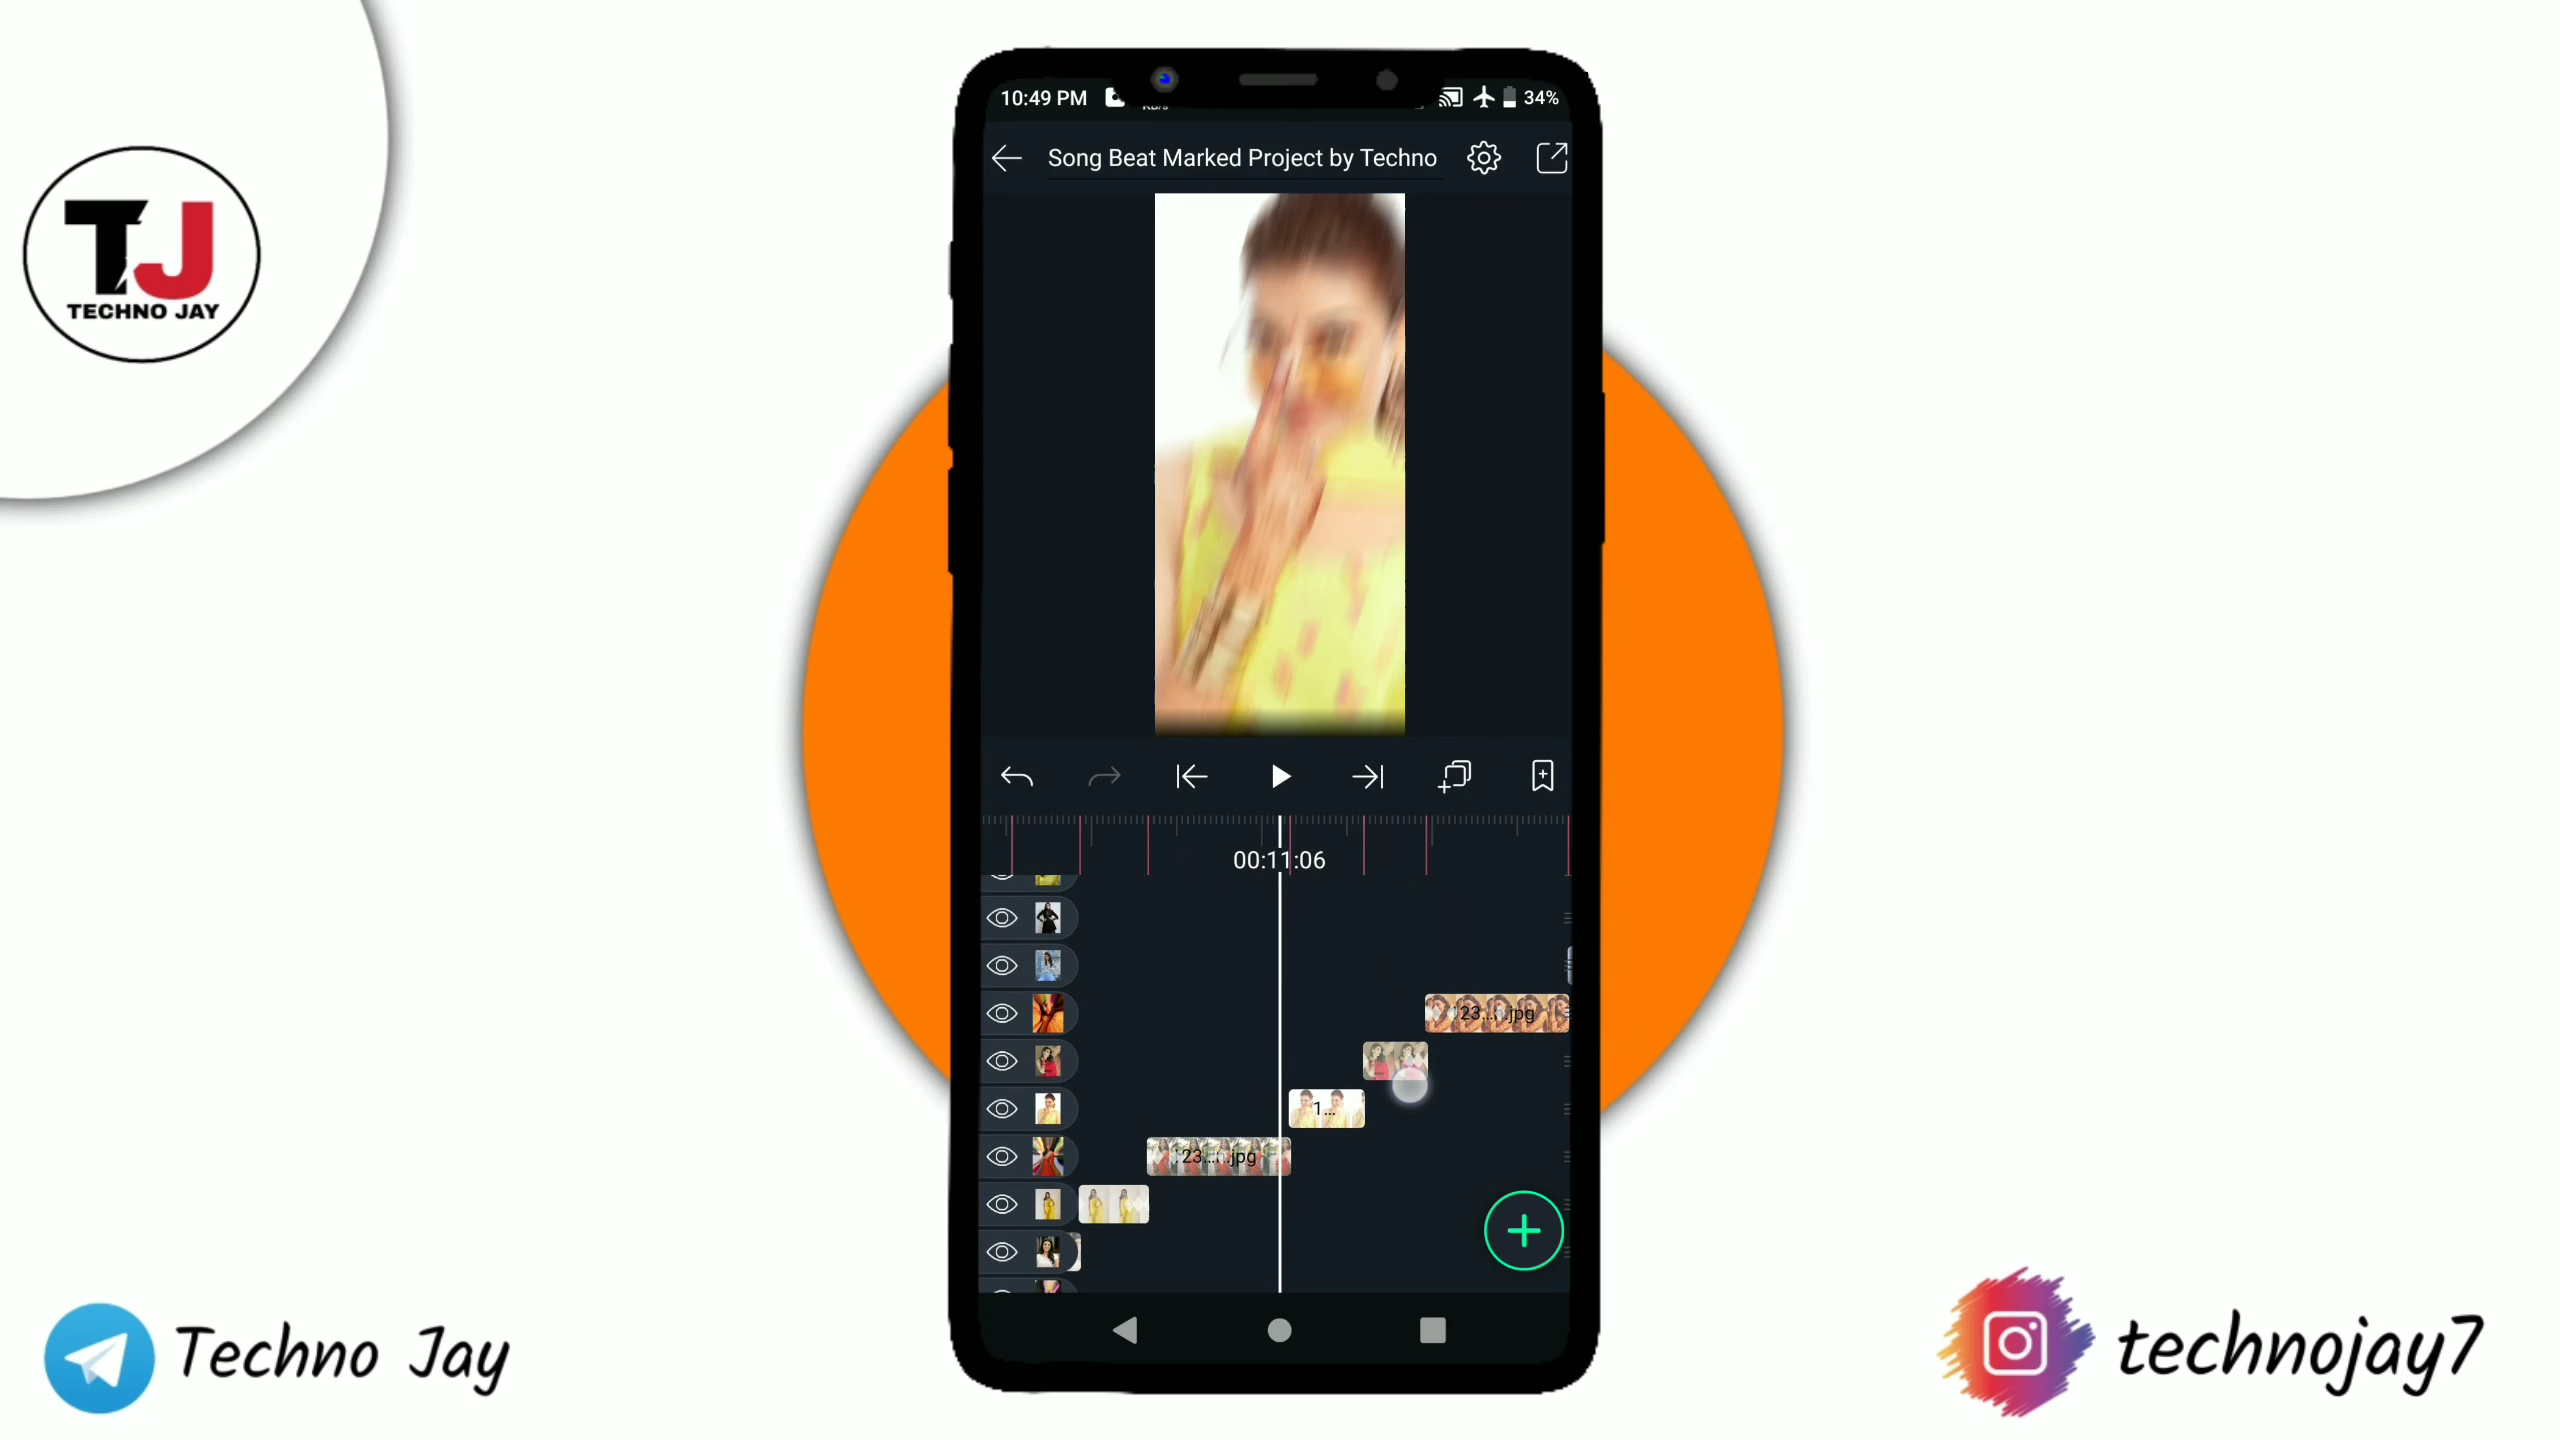 10:49 PM
34%
Song Beat Marked Project by Techno
TJ
TECHNO JAY
00:11:06
23...jpg
1...
23...jpg
Techno Jay
technojay7